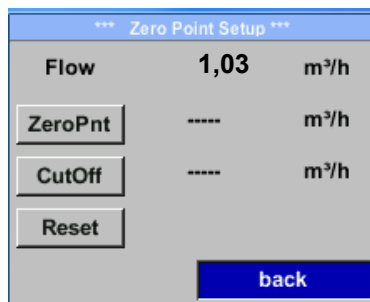 *** Zero Point Setup ***
Flow 1,03 m³/h
ZeroPnt ----- m³/h
CutOff ----- m³/h
Reset
back